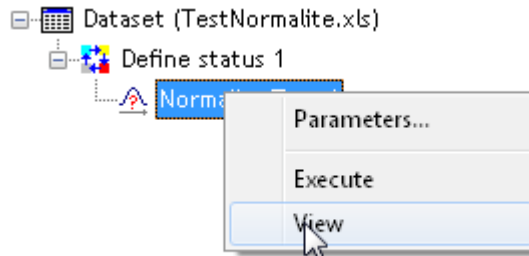 Dataset (TestNormalite.xls)
Define status 1
Parameters...
Execute
View